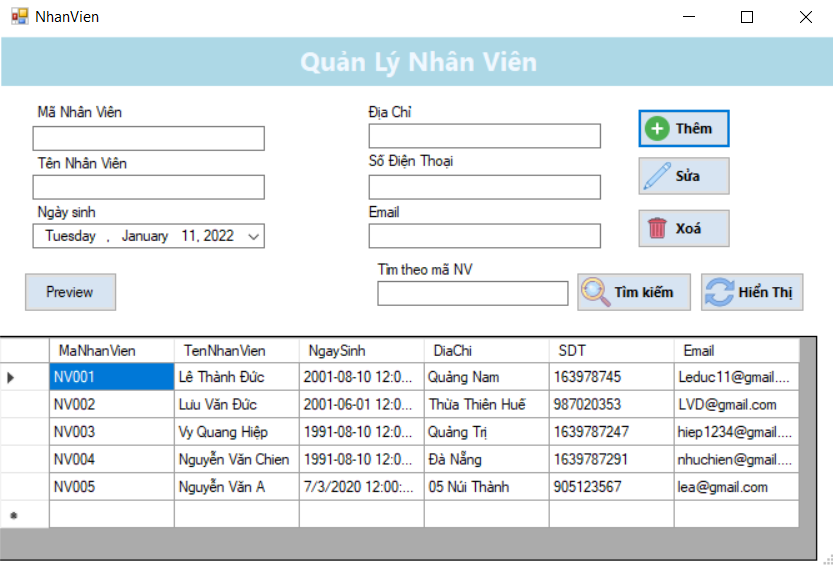 NhanVien
Quản Lý Nhân Viên
Mã Nhân Viên
Địa Chỉ
Thêm
Tên Nhân Viên
Số Điện Thoại
Sửa
Ngày sinh
Email
Tuesday , January 11, 2022
Xoá
Tìm theo mã NV
Preview
Tìm kiếm
Hiển Thị
MaNhanVien TenNhanVien NgaySinh DiaChi SDT Email
NV001 Lê Thành Đức 2001-08-10 12:0... Quảng Nam 163978745 Leduc11@gmail....
NV002 Lưu Văn Đức 2001-06-01 12:0... Thừa Thiên Huế 987020353 LVD@gmail.com
NV003 Vy Quang Hiệp 1991-08-10 12:0... Quảng Trị 1639787247 hiep1234@gmail....
NV004 Nguyễn Văn Chien 1991-08-10 12:0... Đà Nẵng 1639787291 nhuchien@gmail....
NV005 Nguyễn Văn A 7/3/2020 12:00:... 05 Núi Thành 905123567 lea@gmail.com